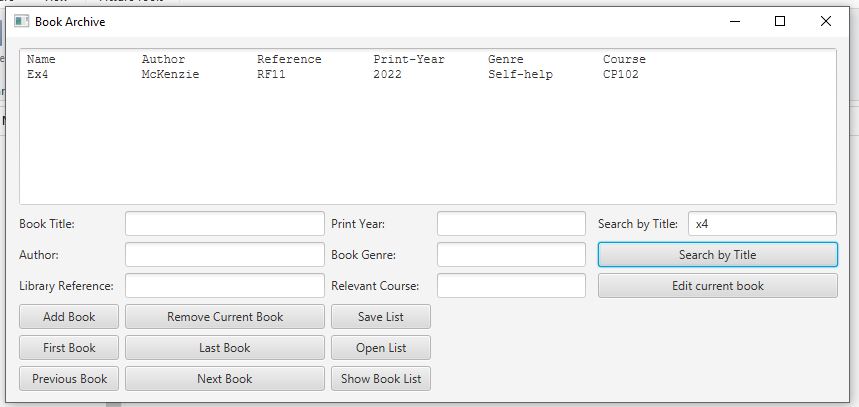 Book Archive
Name Author Reference Print-Year Genre Course
Ex4 McKenzie RF11 2022 Self-help CP102
Book Title: Print Year: Search by Title: x4
Author: Book Genre: Search by Title
Library Reference: Relevant Course: Edit current book
Add Book Remove Current Book Save List
First Book Last Book Open List
Previous Book Next Book Show Book List